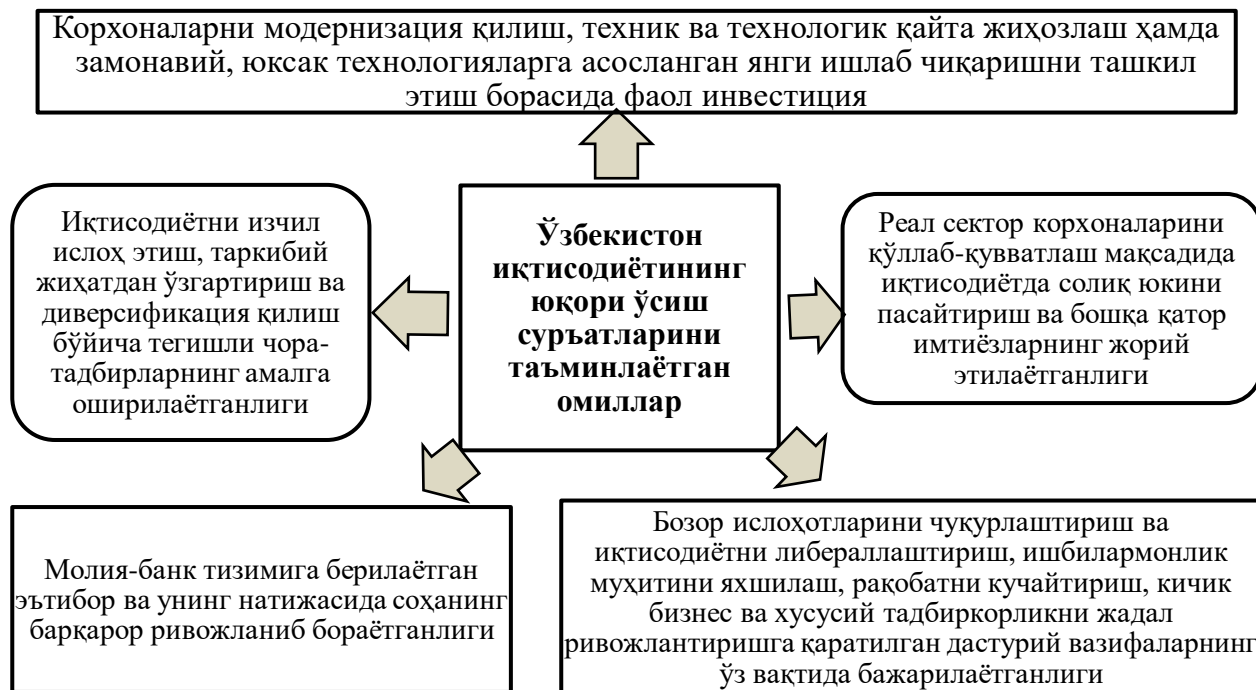 Корхоналарни модернизация қилиш, техник ва технологик қайта жиҳозлаш ҳамда
замонавий, юксак технологияларга асосланган янги ишлаб чиқаришни ташкил
этиш борасида фаол инвестиция
Иқтисодиётни изчил
ислоҳ этиш, таркибий
жиҳатдан ўзгартириш ва
диверсификация қилиш
бўйича тегишли чора-
тадбирларнинг амалга
оширилаётганлиги
Ўзбекистон
иқтисодиётининг
юқори ўсиш
суръатларини
таъминлаётган
омиллар
Реал сектор корхоналарини
қўллаб-қувватлаш мақсадида
иқтисодиётда солиқ юкини
пасайтириш ва бошқа қатор
имтиёзларнинг жорий
этилаётганлиги
Молия-банк тизимига берилаётган
эътибор ва унинг натижасида соҳанинг
барқарор ривожланиб бораётганлиги
Бозор ислоҳотларини чуқурлаштириш ва
иқтисодиётни либераллаштириш, ишбилармонлик
муҳитини яхшилаш, рақобатни кучайтириш, кичик
бизнес ва хусусий тадбиркорликни жадал
ривожлантиришга қаратилган дастурий вазифаларнинг
ўз вақтида бажарилаётганлиги